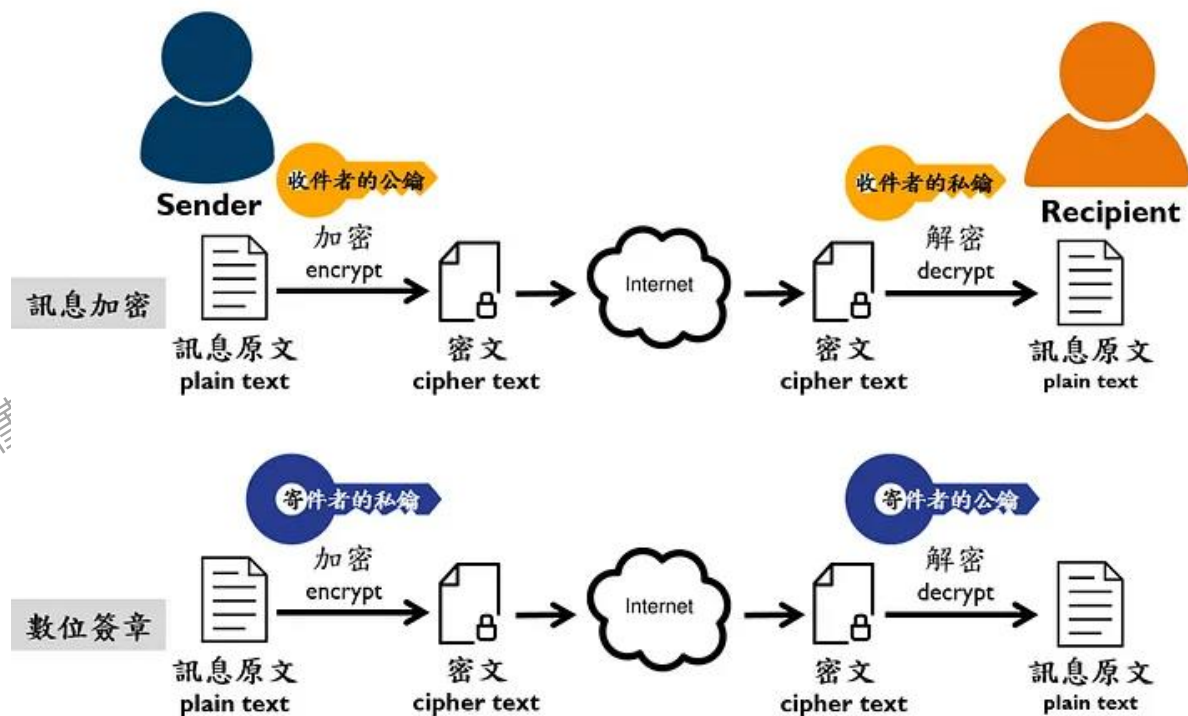 Sender
收件者的公鑰
收件者的私鑰
Recipient
加密
encrypt
解密
decrypt
Internet
訊息加密
訊息原文
plain text
密文
cipher text
密文
cipher text
訊息原文
plain text
寄件者的私鑰
寄件者的公鑰
加密
encrypt
解密
decrypt
Internet
數位簽章
訊息原文
plain text
密文
cipher text
密文
cipher text
訊息原文
plain text